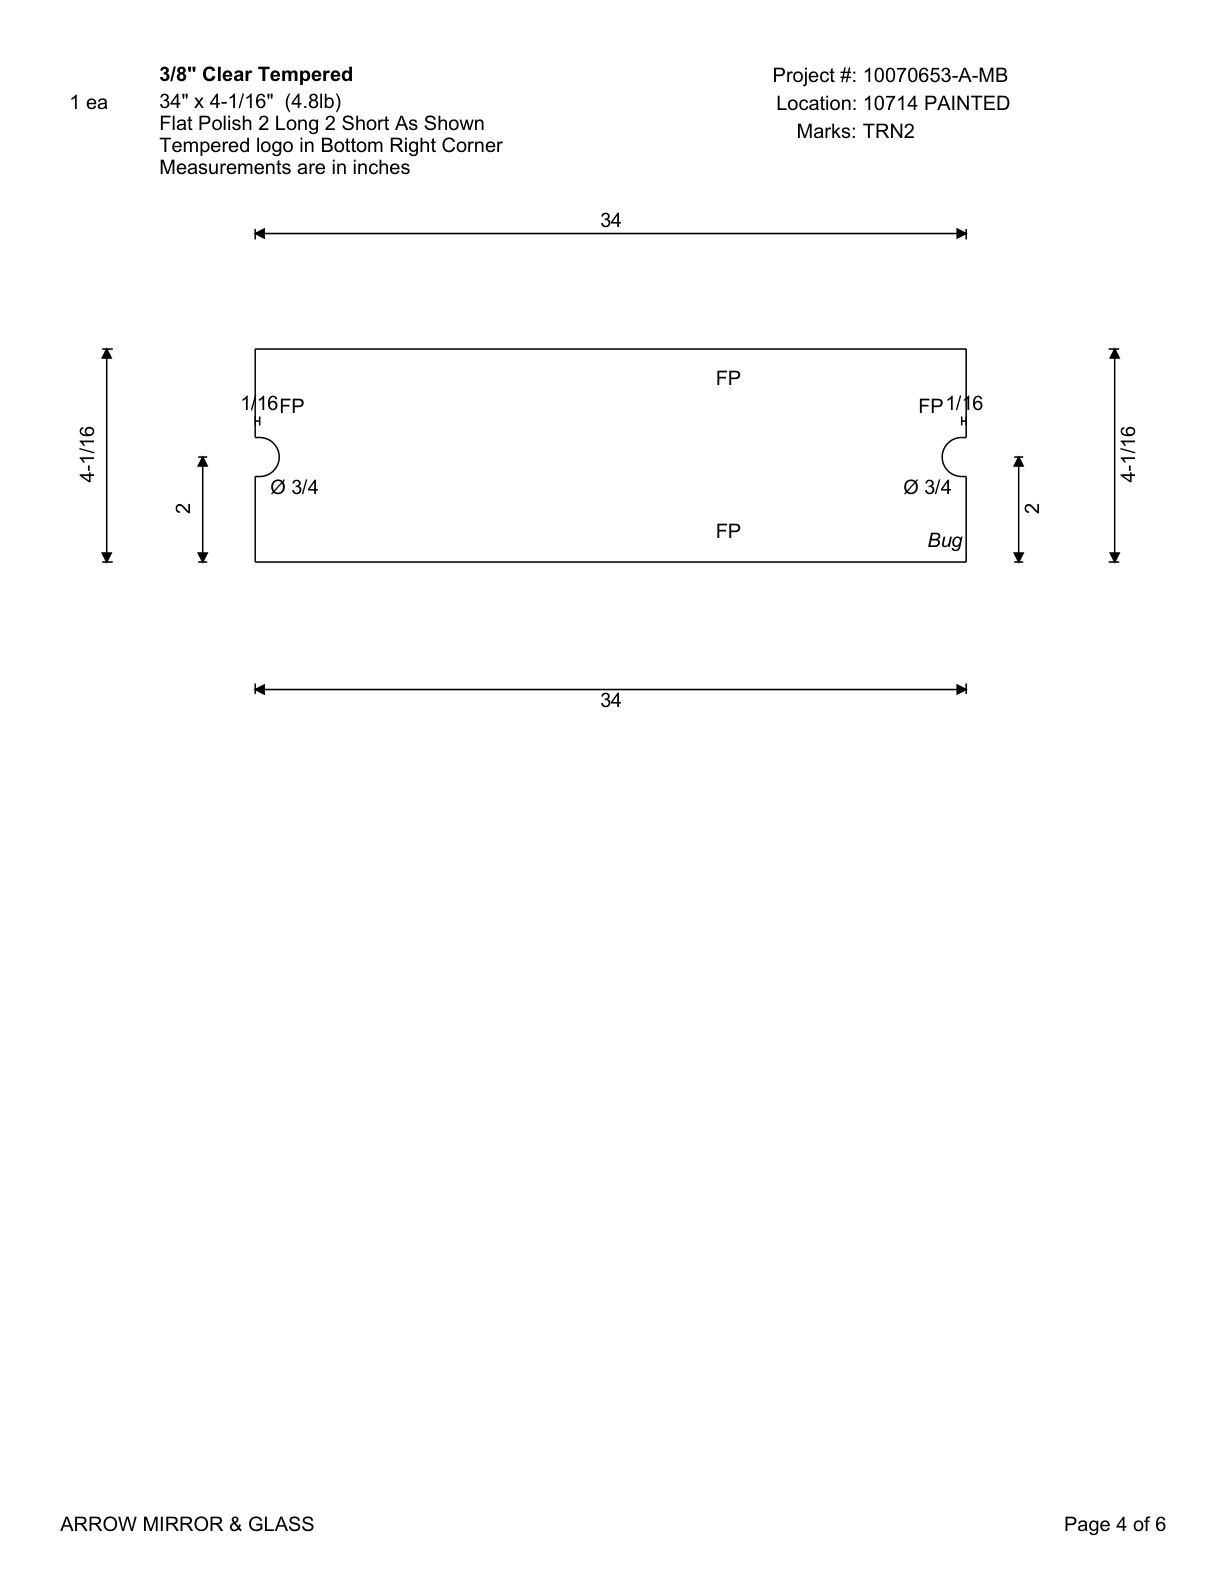 3/8" Clear Tempered
1 ea
34" x 4-1/16" (4.8lb)
Flat Polish 2 Long 2 Short As Shown
Tempered logo in Bottom Right Corner
Measurements are in inches
Project #: 10070653-A-MB
Location: 10714 PAINTED
Marks: TRN2
34
FP
1/16 FP
FP 1/16
4-1/16
4-1/16
Ø 3/4
Ø 3/4
2
2
FP
Bug
34
ARROW MIRROR & GLASS
Page 4 of 6